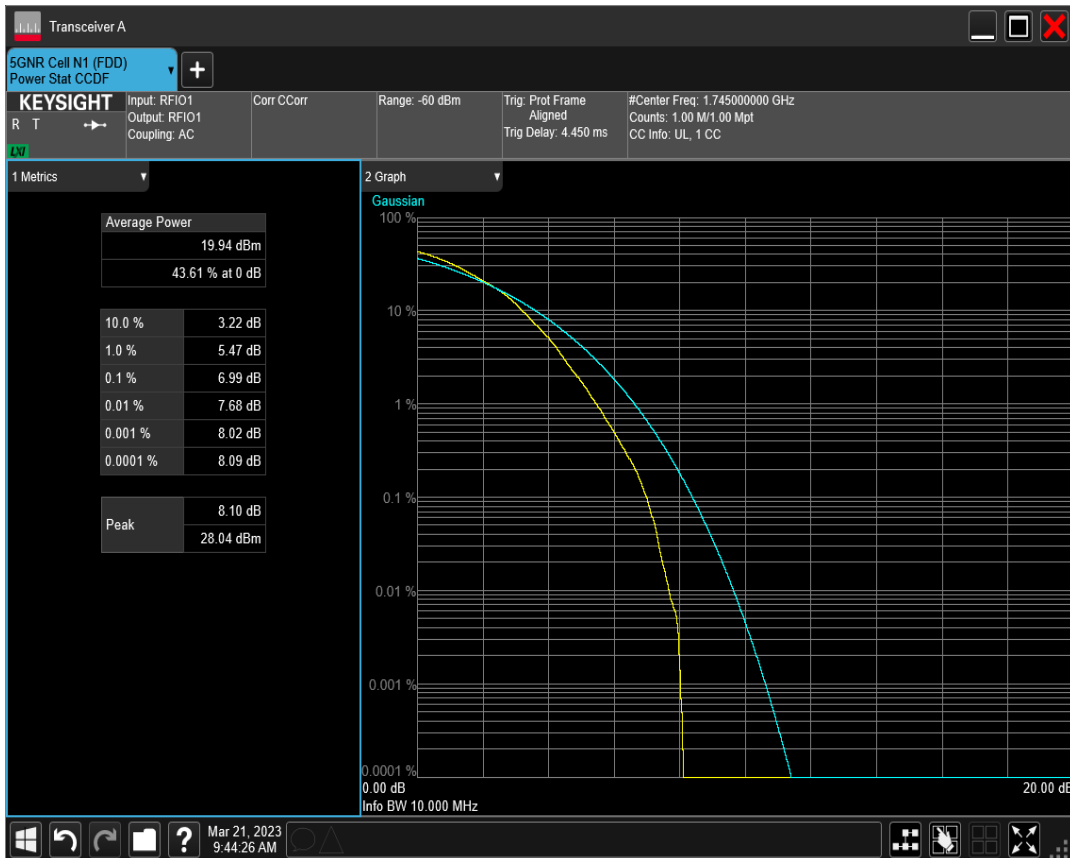 Transceiver A
5GNR Cell N1 (FDD)
Power Stat CCDF
+
KEYSIGHT
R T
LXI
Input: RFIO1
Output: RFIO1
Coupling: AC
Corr CCorr
Range: -60 dBm
Trig: Prot Frame
Aligned
Trig Delay: 4.450 ms
#Center Freq: 1.745000000 GHz
Counts: 1.00 M/1.00 Mpt
CC Info: UL, 1 CC
1 Metrics
Average Power
19.94 dBm
43.61 % at 0 dB
10.0 % 3.22 dB
1.0 % 5.47 dB
0.1 % 6.99 dB
0.01 % 7.68 dB
0.001 % 8.02 dB
0.0001 % 8.09 dB
Peak
8.10 dB
28.04 dBm
2 Graph
Gaussian
100 %
10 %
1 %
0.1 %
0.01 %
0.001 %
0.0001 %
0.00 dB 20.00 dB
Info BW 10.000 MHz
?
Mar 21, 2023
9:44:26 AM